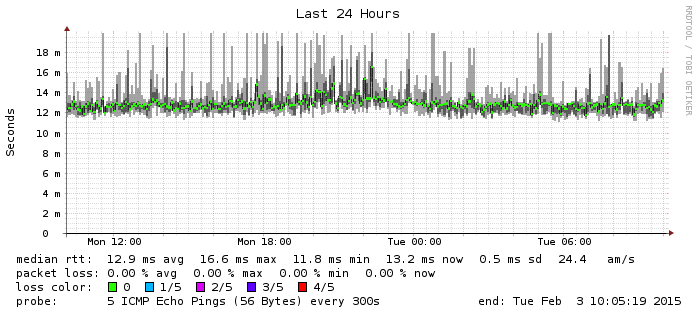 Last 24 Hours
RRDTOOL / TOBI OETIKER
Seconds
18 m
16 m
14 m
12 m
10 m
8 m
6 m
4 m
2 m
0
Mon 12:00 Mon 18:00 Tue 00:00 Tue 06:00
median rtt: 12.9 ms avg 16.6 ms max 11.8 ms min 13.2 ms now 0.5 ms sd 24.4 am/s
packet loss: 0.00 % avg 0.00 % max 0.00 % min 0.00 % now
loss color: 0 1/5 2/5 3/5 4/5
probe: 5 ICMP Echo Pings (56 Bytes) every 300s end: Tue Feb 3 10:05:19 2015